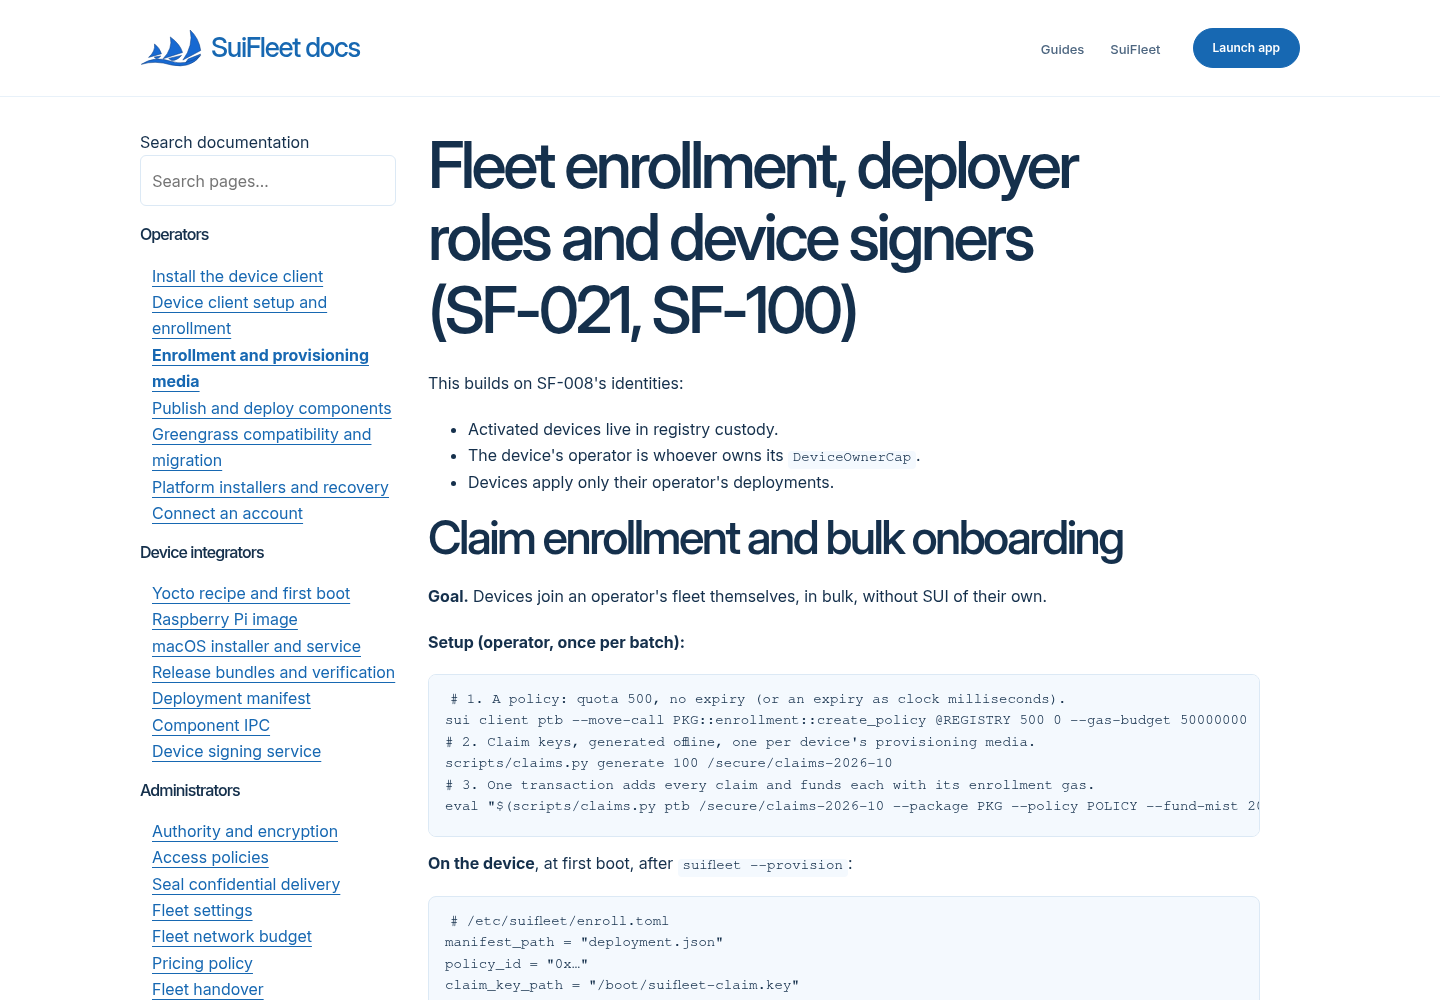 SuiFleet docs
Guides
SuiFleet
Launch app
Search documentation
Search pages...
Operators
Install the device client
Device client setup and
enrollment
Enrollment and provisioning
media
Publish and deploy components
Greengrass compatibility and
migration
Platform installers and recovery
Connect an account
Device integrators
Yocto recipe and first boot
Raspberry Pi image
macOS installer and service
Release bundles and verification
Deployment manifest
Component IPC
Device signing service
Administrators
Authority and encryption
Access policies
Seal confidential delivery
Fleet settings
Fleet network budget
Pricing policy
Fleet handover
Fleet enrollment, deployer
roles and device signers
(SF-021, SF-100)
This builds on SF-008's identities:
• Activated devices live in registry custody.
• The device's operator is whoever owns its DeviceOwnerCap.
• Devices apply only their operator's deployments.
Claim enrollment and bulk onboarding
Goal. Devices join an operator's fleet themselves, in bulk, without SUI of their own.
Setup (operator, once per batch):
# 1. A policy: quota 500, no expiry (or an expiry as clock milliseconds).
sui client ptb --move-call PKG::enrollment::create_policy @REGISTRY 500 0 --gas-budget 50000000
# 2. Claim keys, generated offline, one per device's provisioning media.
scripts/claims.py generate 100 /secure/claims-2026-10
# 3. One transaction adds every claim and funds each with its enrollment gas.
eval "$(scripts/claims.py ptb /secure/claims-2026-10 --package PKG --policy POLICY --fund-mist 20
On the device, at first boot, after suifleet --provision:
# /etc/suifleet/enroll.toml
manifest_path = "deployment.json"
policy_id = "0x…"
claim_key_path = "/boot/suifleet-claim.key"